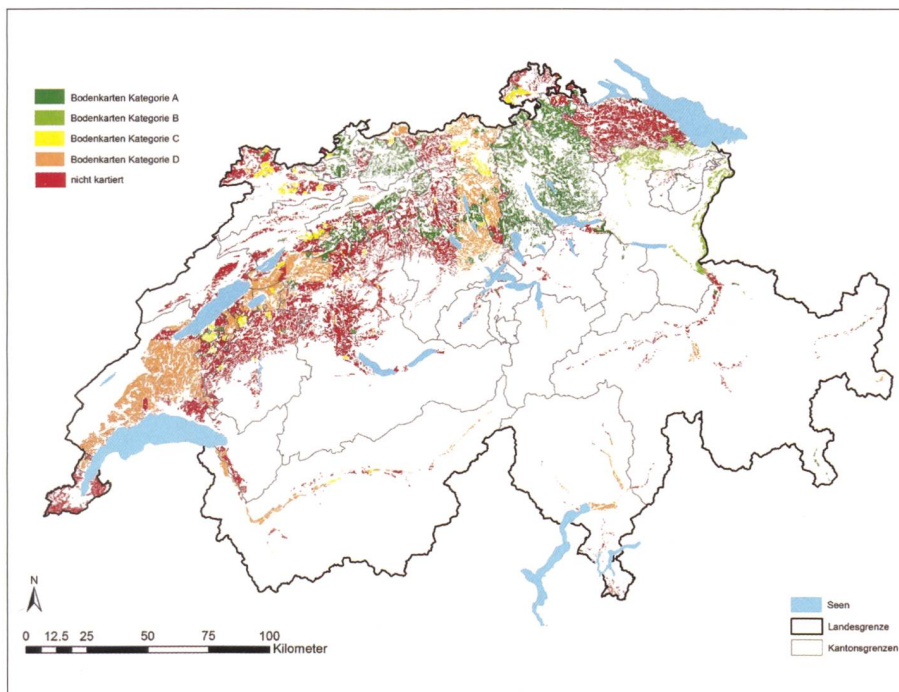 Bodenkarten Kategorie A
Bodenkarten Kategorie B
Bodenkarten Kategorie C
Bodenkarten Kategorie D
nicht kartiert
N
0 12.5 25 50 75 100
Kilometer
Seen
Landesgrenze
Kantonsgrenzen